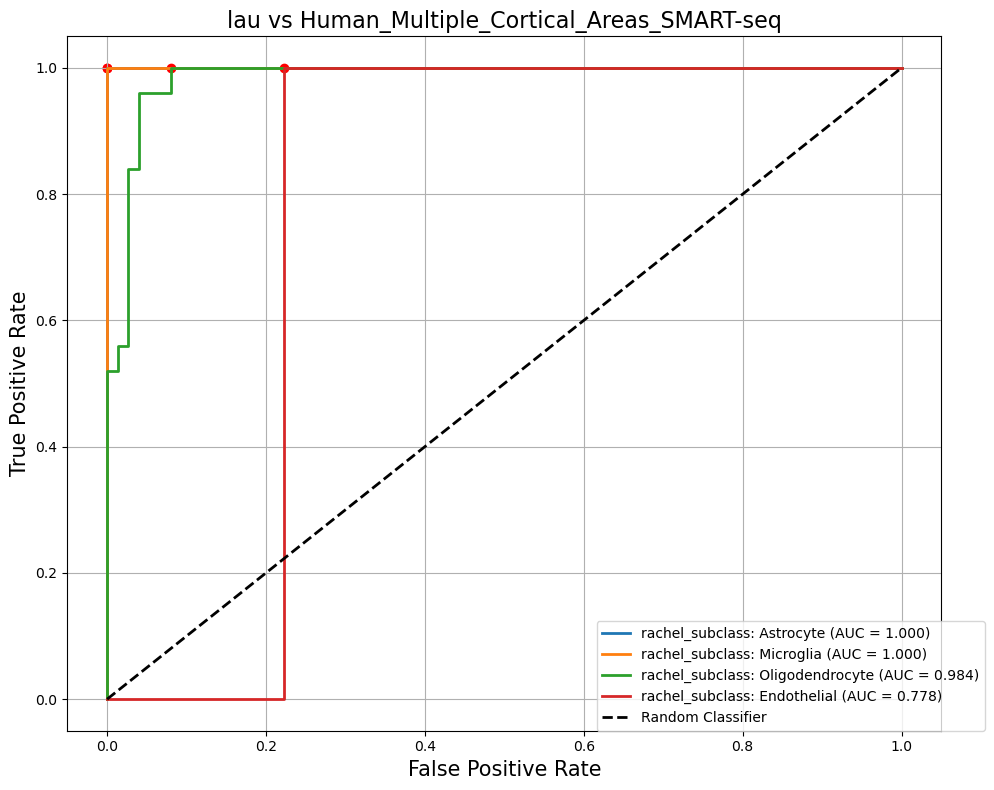 lau vs Human_Multiple_Cortical_Areas_SMART-seq
True Positive Rate
1.0
0.8
0.6
0.4
0.2
0.0
rachel_subclass: Astrocyte (AUC = 1.000)
rachel_subclass: Microglia (AUC = 1.000)
rachel_subclass: Oligodendrocyte (AUC = 0.984)
rachel_subclass: Endothelial (AUC = 0.778)
Random Classifier
0.0 0.2 0.4 0.6 0.8 1.0
False Positive Rate